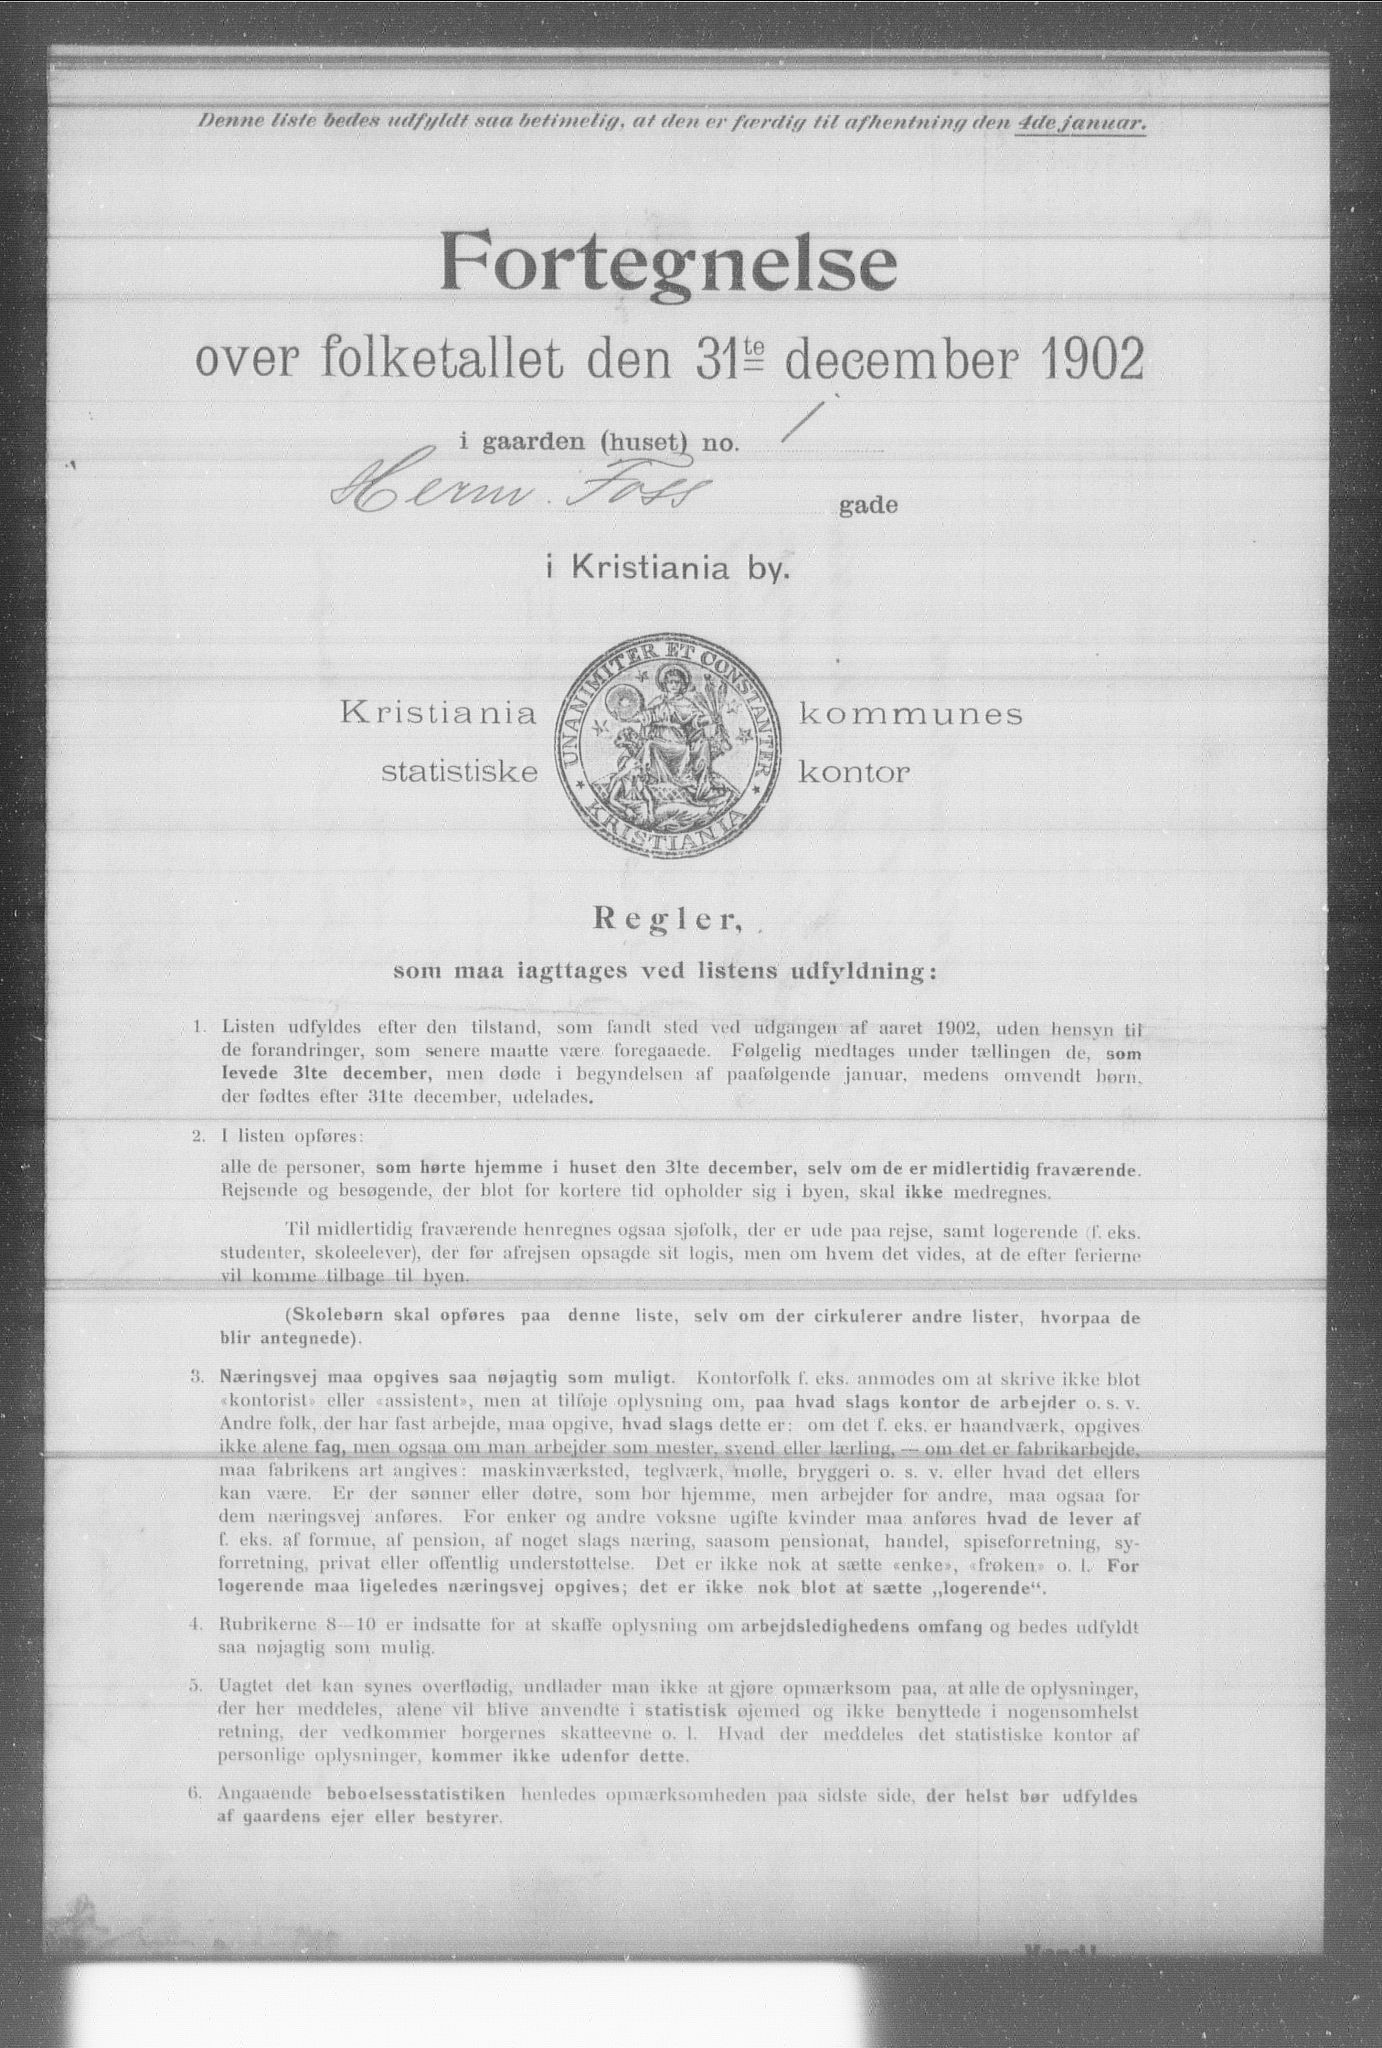 Denne liste bedes udfyldt saa betimelig, at den er færdig til afhentning den 4de januar.
Fortegnelse
over folketallet den 31te december 1902
i gaarden (huset) no. 1
Herm. Foss gade
i Kristiania by.
Kristiania kommunes
statistiske kontor
UNANIMITER ET CONSTANTER
KRISTIANIA
Regler,
som maa iagttages ved listens udfyldning:
1. Listen udfyldes efter den tilstand, som fandt sted ved udgangen af aaret 1902, uden hensyn til
de forandringer, som senere maatte være foregaaede. Følgelig medtages under tællingen de, som
levede 31te december, men døde i begyndelsen af paafølgende januar, medens omvendt børn,
der fødtes efter 31te december, udelades.
2. I listen opføres:
alle de personer, som hørte hjemme i huset den 31te december, selv om de er midlertidig fraværende.
Rejsende og besøgende, der blot for kortere tid opholder sig i byen, skal ikke medregnes.
Til midlertidig fraværende henregnes ogsaa sjøfolk, der er ude paa rejse, samt logerende (f. eks.
studenter, skoleelever), der før afrejsen opsagde sit logis, men om hvem det vides, at de efter ferierne
vil komme tilbage til byen.
(Skolebørn skal opføres paa denne liste, selv om der cirkulerer andre lister, hvorpaa de
blir antegnede).
3. Næringsvej maa opgives saa nøjagtig som muligt. Kontorfolk f. eks. anmodes om at skrive ikke blot
«kontorist» eller «assistent», men at tilføje oplysning om, paa hvad slags kontor de arbejder o. s. v.
Andre folk, der har fast arbejde, maa opgive, hvad slags dette er: om det f. eks. er haandværk, opgives
ikke alene fag, men ogsaa om man arbejder som mester, svend eller lærling, — om det er fabrikarbejde,
maa fabrikens art angives: maskinværksted, teglværk, mølle, bryggeri o. s. v. eller hvad det ellers
kan være. Er der sønner eller døtre, som bor hjemme, men arbejder for andre, maa ogsaa for
dem næringsvej anføres. For enker og andre voksne ugifte kvinder maa anføres hvad de lever af
f. eks. af formue, af pension, af noget slags næring, saasom pensionat, handel, spiseforretning, sy-
forretning, privat eller offentlig understøttelse. Det er ikke nok at sætte «enke», «frøken» o. l. For
logerende maa ligeledes næringsvej opgives; det er ikke nok blot at sætte „logerende“.
4. Rubrikerne 8—10 er indsatte for at skaffe oplysning om arbejdsledighedens omfang og bedes udfyldt
saa nøjagtig som mulig.
5. Uagtet det kan synes overflødig, undlader man ikke at gjøre opmærksom paa, at alle de oplysninger,
der her meddeles, alene vil blive anvendte i statistisk øjemed og ikke benyttede i nogensomhelst
retning, der vedkommer borgernes skatteevne o. l. Hvad der meddeles det statistiske kontor af
personlige oplysninger, kommer ikke udenfor dette.
6. Angaaende beboelsesstatistiken henledes opmærksomheden paa sidste side, der helst bør udfyldes
af gaardens ejer eller bestyrer.